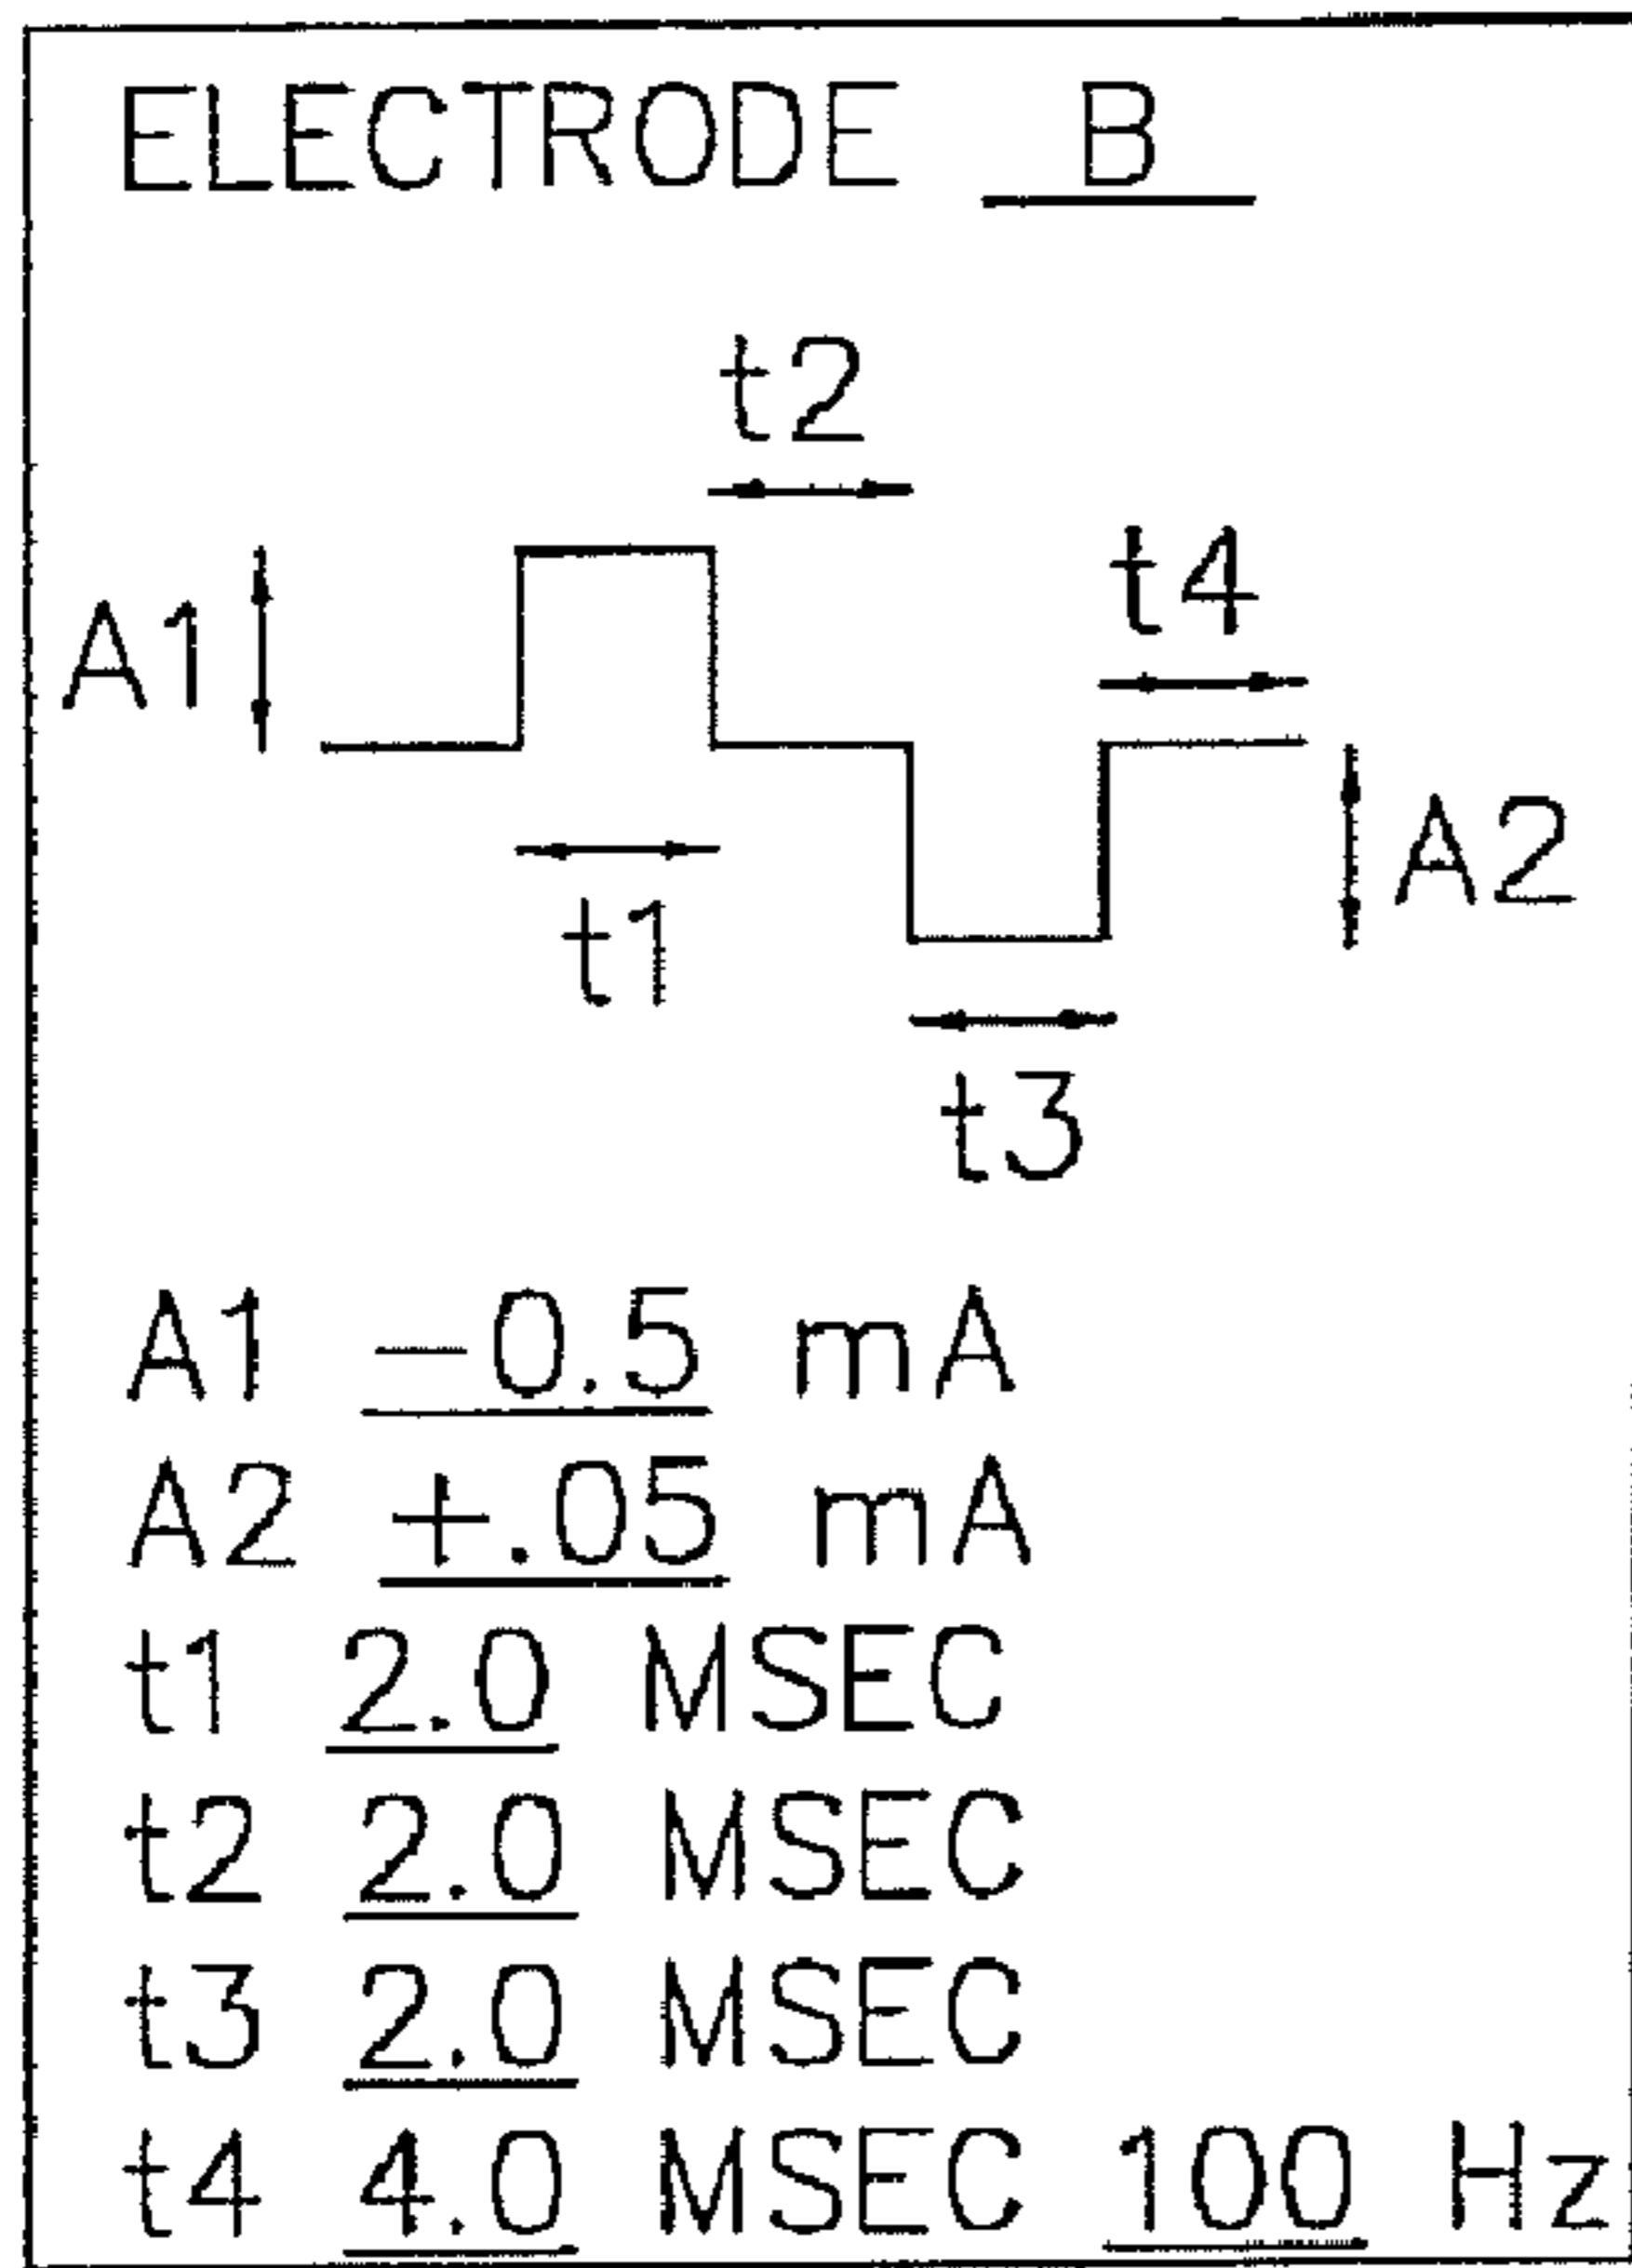 ELECTRODE B
t2
t4
A1
A2
t1
t3
A1 -0.5 mA
A2 +.05 mA
t1 2.0 MSEC
t2 2.0 MSEC
t3 2.0 MSEC
t4 4.0 MSEC 100 Hz